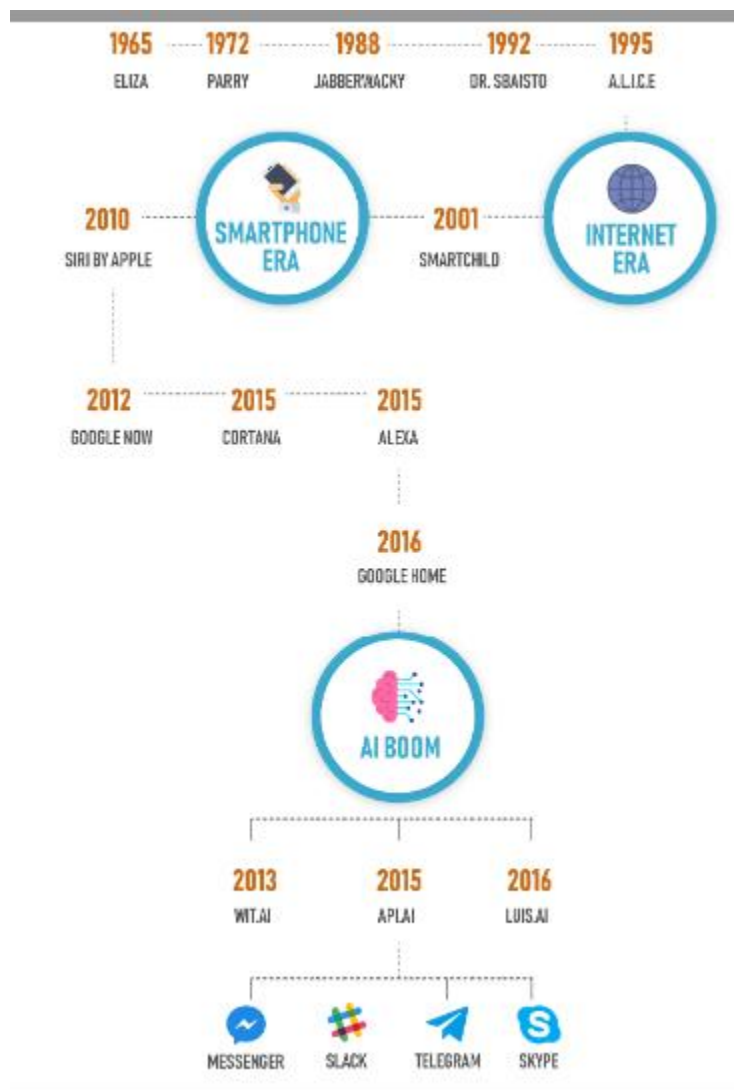 1965 1972 1988 1992 1995
ELIZA PARRY JABBERWACKY DR. SBAISTO A.L.I.C.E
SMARTPHONE
ERA
INTERNET
ERA
2010 2001
SIRI BY APPLE SMARTCHILD
2012 2015 2015
GOOGLE NOW CORTANA ALEXA
2016
GOOGLE HOME
AI BOOM
2013 2015 2016
WIT.AI API.AI LUIS.AI
MESSENGER SLACK TELEGRAM SKYPE